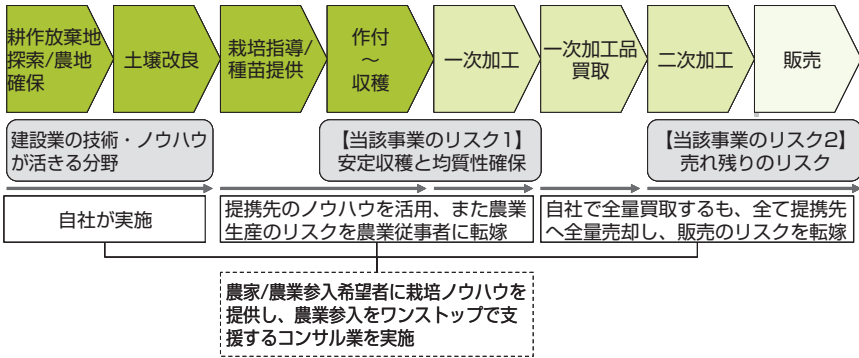 耕作放棄地
探索/農地
確保
土壌改良
栽培指導/
種苗提供
作付
～
収穫
一次加工
一次加工品
買取
二次加工
販売
建設業の技術・ノウハウ
が活きる分野
【当該事業のリスク1】
安定収穫と均質性確保
【当該事業のリスク2】
売れ残りのリスク
自社が実施
提携先のノウハウを活用、また農業
生産のリスクを農業従事者に転嫁
自社で全量買取するも、全て提携先
へ全量売却し、販売のリスクを転嫁
農家/農業参入希望者に栽培ノウハウを
提供し、農業参入をワンストップで支
援するコンサル業を実施